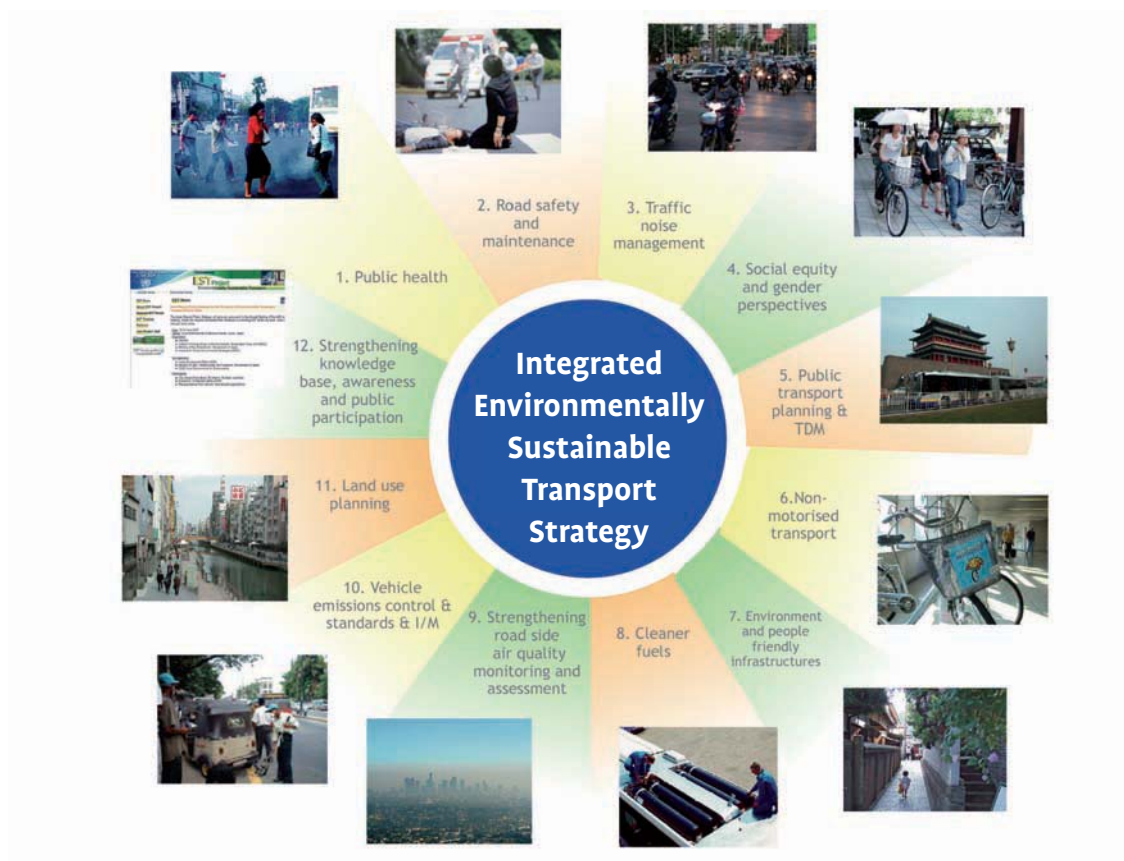 Integrated
Environmentally
Sustainable
Transport
Strategy
1. Public health
2. Road safety
and
maintenance
3. Traffic
noise
management
4. Social equity
and gender
perspectives
5. Public
transport
planning &
TDM
6.Non-
motorised
transport
7. Environment
and people
friendly
infrastructures
8. Cleaner
fuels
9. Strengthening
road side
air quality
monitoring and
assessment
10. Vehicle
emissions control &
standards & I/M
11. Land use
planning
12. Strengthening
knowledge
base, awareness
and public
participation
EST